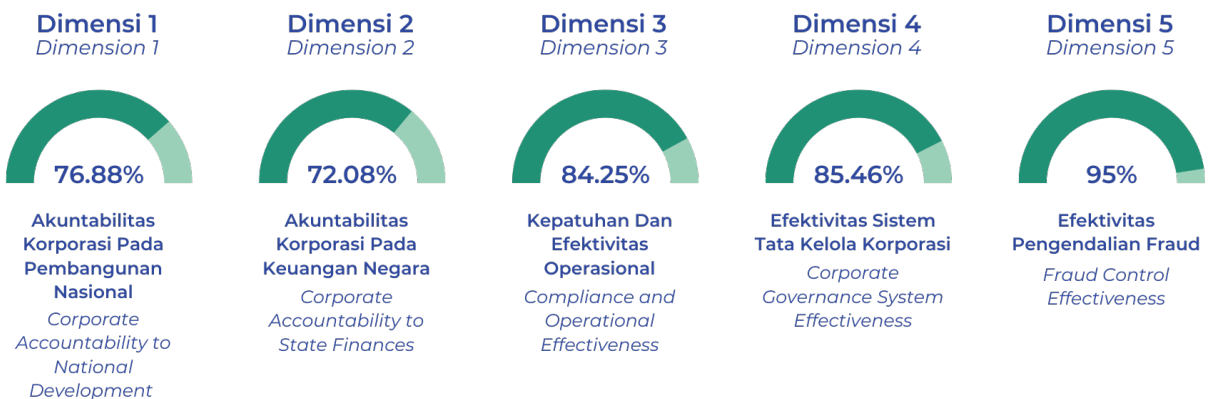 Dimensi 1
Dimension 1
76.88%
Akuntabilitas
Korporasi Pada
Pembangunan
Nasional
Corporate
Accountability to
National
Development
Dimensi 2
Dimension 2
72.08%
Akuntabilitas
Korporasi Pada
Keuangan Negara
Corporate
Accountability to
State Finances
Dimensi 3
Dimension 3
84.25%
Kepatuhan Dan
Efektivitas
Operasional
Compliance and
Operational
Effectiveness
Dimensi 4
Dimension 4
85.46%
Efektivitas Sistem
Tata Kelola Korporasi
Corporate
Governance System
Effectiveness
Dimensi 5
Dimension 5
95%
Efektivitas
Pengendalian Fraud
Fraud Control
Effectiveness